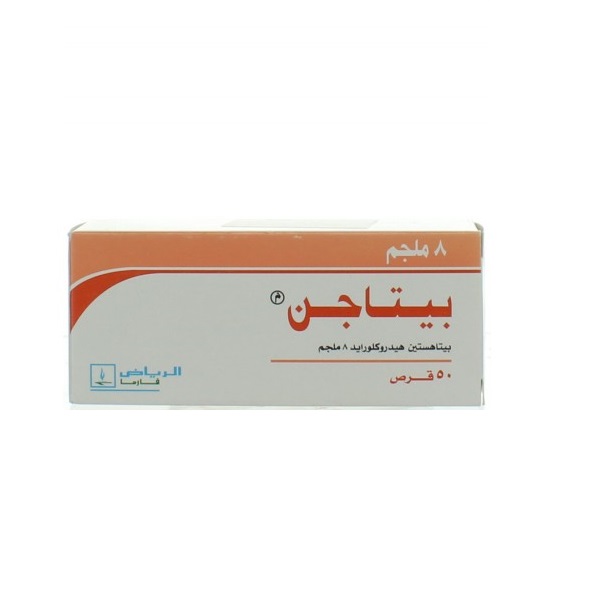 ٨ ملجم
بيتاجن م
بيتاهستين هيدروكلورايد ٨ ملجم
٥٠ قرص
الرياض
فارما